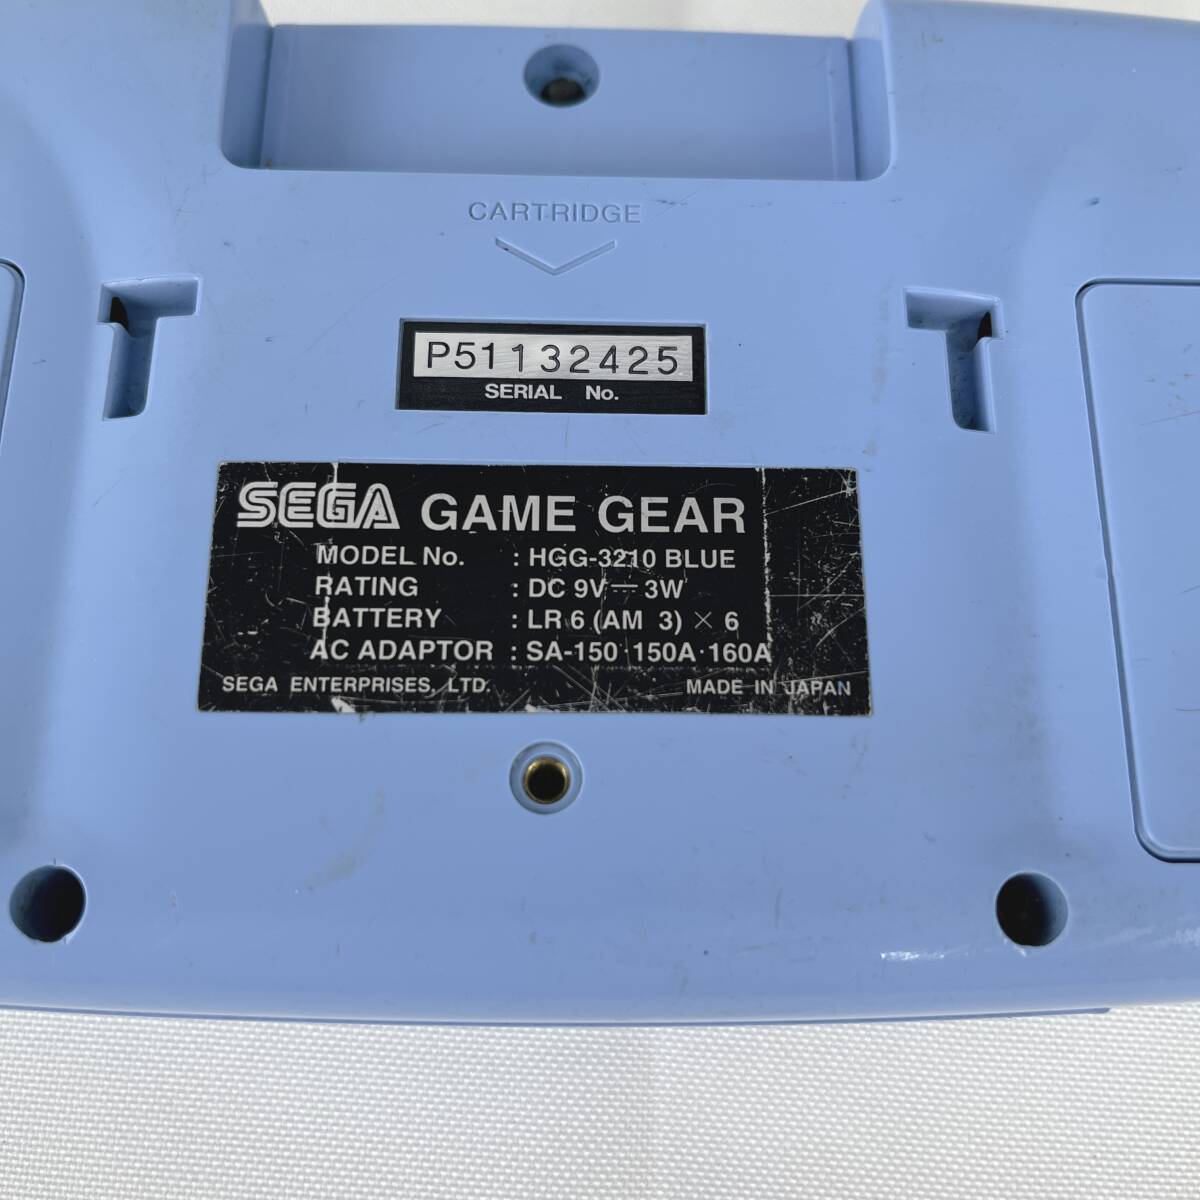 CARTRIDGE
P51132425
SERIAL No.
SEGA GAME GEAR
MODEL No. : HGG-3210 BLUE
RATING : DC 9V⎓3W
BATTERY : LR 6 (AM 3) × 6
AC ADAPTOR : SA-150·150A·160A
SEGA ENTERPRISES, LTD. MADE IN JAPAN